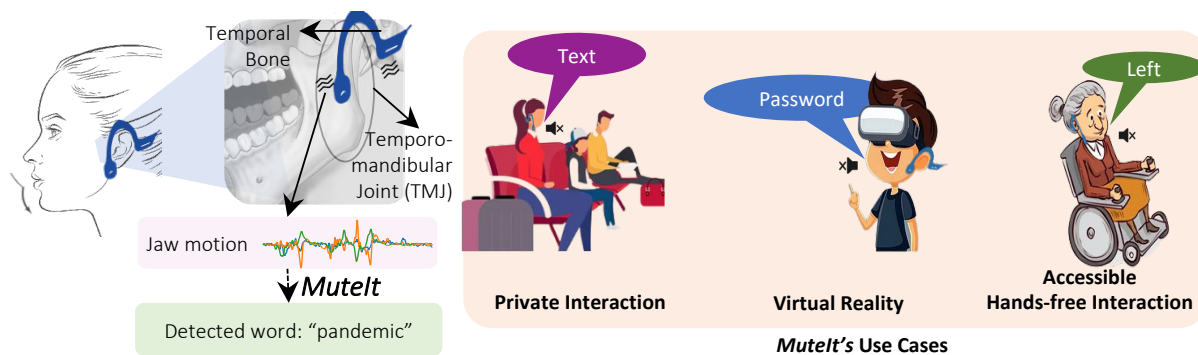 Temporal
Bone
Temporo-
mandibular
Joint (TMJ)
Jaw motion
MuteIt
Detected word: “pandemic”
Text
Password
Left
Private Interaction
Virtual Reality
Accessible
Hands-free Interaction
MuteIt's Use Cases